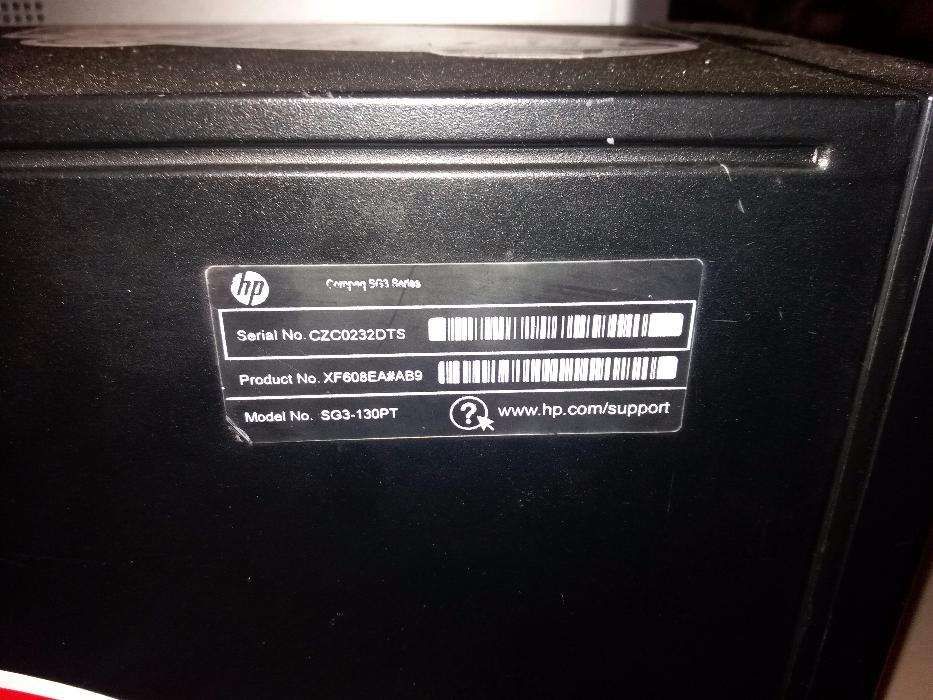 hp Compaq SG3 Series
Serial No. CZC0232DTS
Product No. XF608EA#AB9
Model No. SG3-130PT ? www.hp.com/support